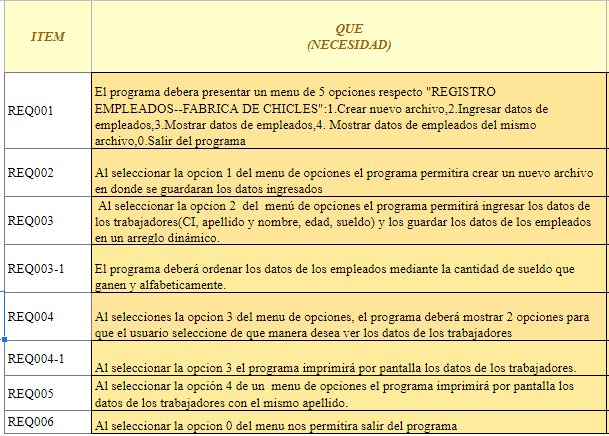 ITEM
QUE
(NECESIDAD)
REQ001
El programa debera presentar un menu de 5 opciones respecto "REGISTRO
EMPLEADOS--FABRICA DE CHICLES":1.Crear nuevo archivo,2.Ingresar datos de
empleados,3.Mostrar datos de empleados,4. Mostrar datos de empleados del mismo
archivo,0.Salir del programa
REQ002
Al seleccionar la opcion 1 del menu de opciones el programa permitira crear un nuevo archivo
en donde se guardaran los datos ingresados
REQ003
Al seleccionar la opcion 2 del menú de opciones el programa permitirá ingresar los datos de
los trabajadores(CI, apellido y nombre, edad, sueldo) y los guardar los datos de los empleados
en un arreglo dinámico.
REQ003-1
El programa deberá ordenar los datos de los empleados mediante la cantidad de sueldo que
ganen y alfabeticamente.
REQ004
Al selecciones la opcion 3 del menu de opciones, el programa deberá mostrar 2 opciones para
que el usuario seleccione de que manera desea ver los datos de los trabajadores
REQ004-1
Al seleccionar la opcion 3 el programa imprimirá por pantalla los datos de los trabajadores.
REQ005
Al seleccionar la opción 4 de un menu de opciones el programa imprimirá por pantalla los
datos de los trabajadores con el mismo apellido.
REQ006
Al seleccionar la opcion 0 del menu nos permitira salir del programa